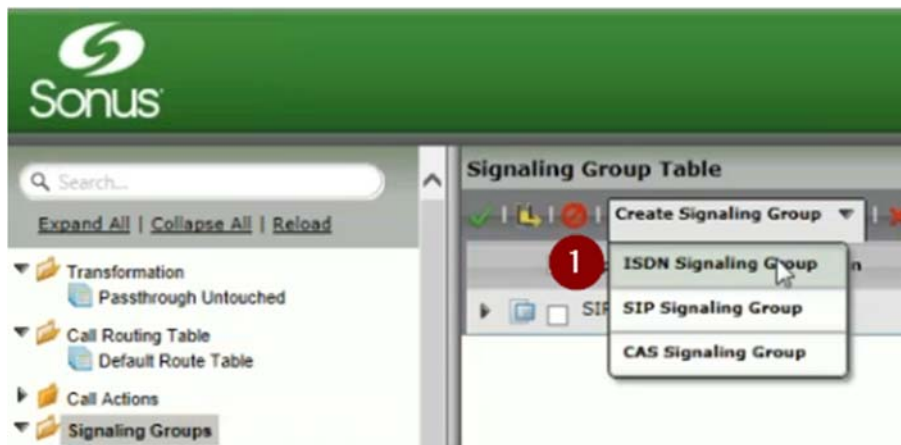 Sonus
Search...
Expand All | Collapse All | Reload
Transformation
Passthrough Untouched
Call Routing Table
Default Route Table
Call Actions
Signaling Groups
Signaling Group Table
Create Signaling Group
1
ISDN Signaling Group
SIP Signaling Group
CAS Signaling Group